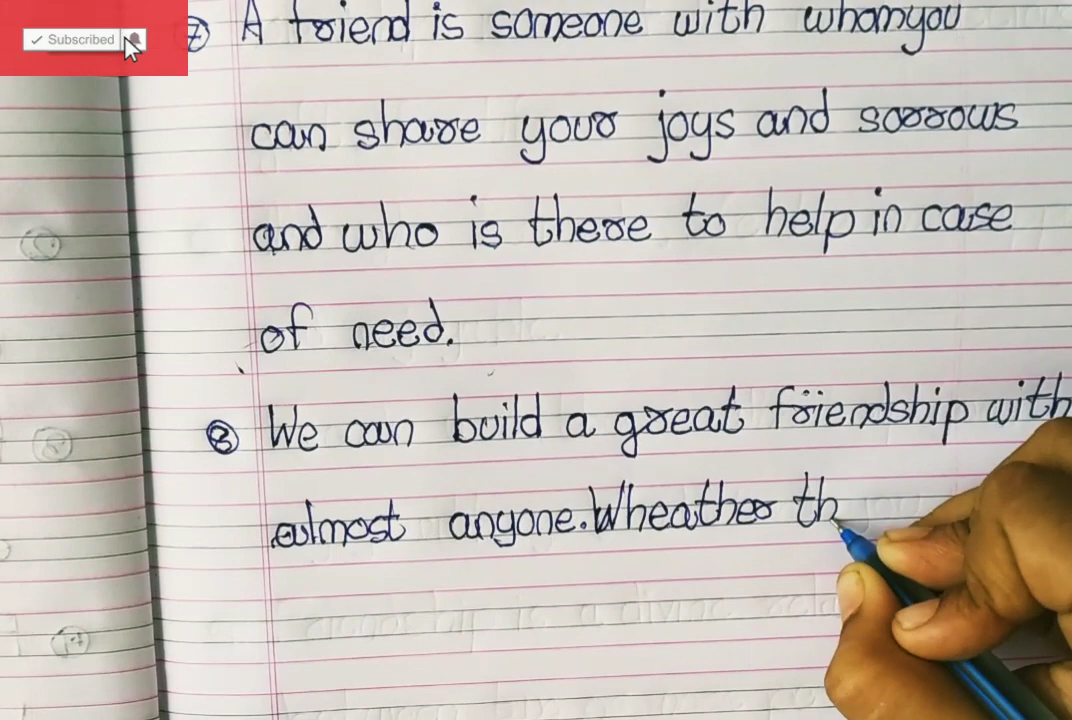 ✓ Subscribed
⑦ A friend is someone with whomyou
can share your joys and sorrows
and who is there to help in case
of need.
⑧ We can build a great friendship with
almost anyone.Wheather th